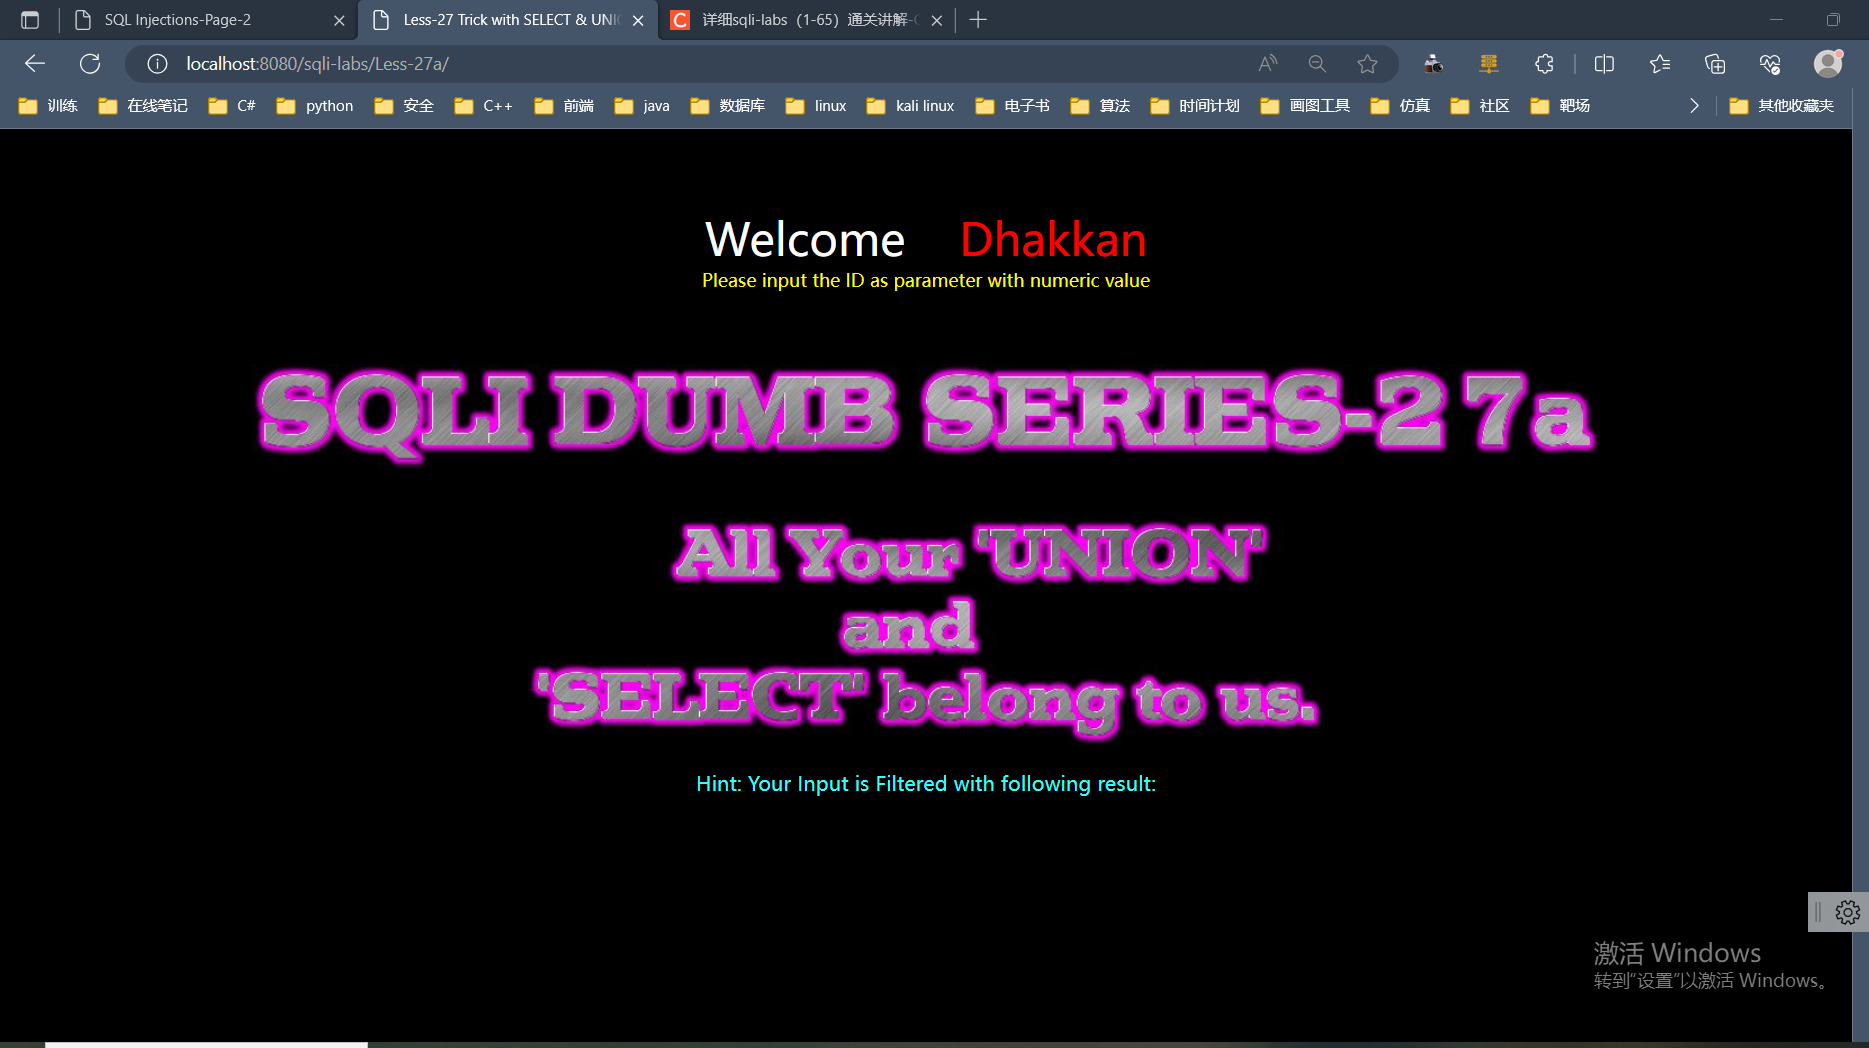 SQL Injections-Page-2
Less-27 Trick with SELECT & UNI
详细sqli-labs（1-65）通关讲解-
localhost:8080/sqli-labs/Less-27a/
训练 在线笔记 C# python 安全 C++ 前端 java 数据库 linux kali linux 电子书 算法 时间计划 画图工具 仿真 社区 靶场 其他收藏夹
Welcome Dhakkan
Please input the ID as parameter with numeric value
SQLI DUMB SERIES-27a
All Your 'UNION'
and
'SELECT' belong to us.
Hint: Your Input is Filtered with following result:
激活 Windows
转到“设置”以激活 Windows。